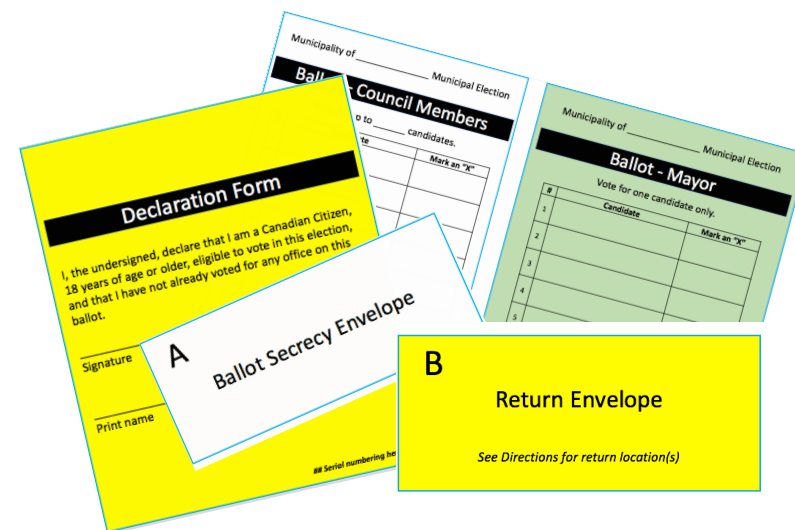 Municipality of ____________ Municipal Election
Council Members
to ______ candidates.
Mark an "X"
Municipality of ____________ Municipal Election
Ballot - Mayor
Vote for one candidate only.
# Candidate Mark an "X"
1
2
3
4
5
Declaration Form
I, the undersigned, declare that I am a Canadian Citizen,
18 years of age or older, eligible to vote in this election,
and that I have not already voted for any office on this
ballot.
Signature
Print name
## Serial numbering
A
Ballot Secrecy Envelope
B
Return Envelope
See Directions for return location(s)